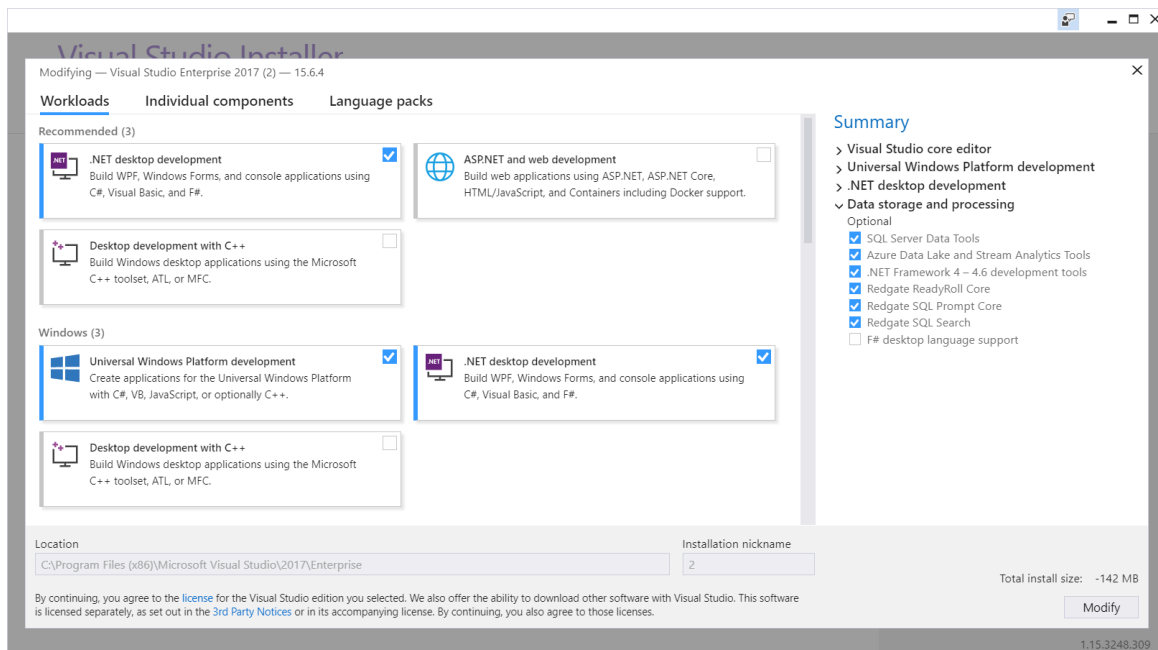 Visual Studio Installer
Modifying — Visual Studio Enterprise 2017 (2) — 15.6.4
Workloads
Individual components
Language packs
Recommended (3)
.NET
.NET desktop development
Build WPF, Windows Forms, and console applications using
C#, Visual Basic, and F#.
ASP.NET and web development
Build web applications using ASP.NET, ASP.NET Core,
HTML/JavaScript, and Containers including Docker support.
Desktop development with C++
Build Windows desktop applications using the Microsoft
C++ toolset, ATL, or MFC.
Windows (3)
Universal Windows Platform development
Create applications for the Universal Windows Platform
with C#, VB, JavaScript, or optionally C++.
.NET
.NET desktop development
Build WPF, Windows Forms, and console applications using
C#, Visual Basic, and F#.
Desktop development with C++
Build Windows desktop applications using the Microsoft
C++ toolset, ATL, or MFC.
Summary
Visual Studio core editor
Universal Windows Platform development
.NET desktop development
Data storage and processing
Optional
SQL Server Data Tools
Azure Data Lake and Stream Analytics Tools
.NET Framework 4 – 4.6 development tools
Redgate ReadyRoll Core
Redgate SQL Prompt Core
Redgate SQL Search
F# desktop language support
Location
C:\Program Files (x86)\Microsoft Visual Studio\2017\Enterprise
Installation nickname
2
By continuing, you agree to the license for the Visual Studio edition you selected. We also offer the ability to download other software with Visual Studio. This software
is licensed separately, as set out in the 3rd Party Notices or in its accompanying license. By continuing, you also agree to those licenses.
Total install size: -142 MB
Modify
1.15.3248.309